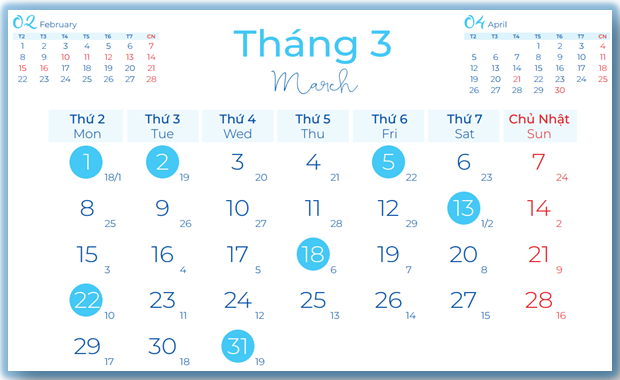 02 February
T2 T3 T4 T5 T6 T7 CN
1 2 3 4 5 6 7
8 9 10 11 12 13 14
15 16 17 18 19 20 21
22 23 24 25 26 27 28
Tháng 3
March
04 April
T2 T3 T4 T5 T6 T7 CN
1 2 3 4
5 6 7 8 9 10 11
12 13 14 15 16 17 18
19 20 21 22 23 24 25
26 27 28 29 30
Thứ 2 Thứ 3 Thứ 4 Thứ 5 Thứ 6 Thứ 7 Chủ Nhật
Mon Tue Wed Thu Fri Sat Sun
1 2 3 4 5 6 7
18/1 19 20 21 22 23 24
8 9 10 11 12 13 14
25 26 27 28 29 1/2 2
15 16 17 18 19 20 21
3 4 5 6 7 8 9
22 23 24 25 26 27 28
10 11 12 13 14 15 16
29 30 31
17 18 19